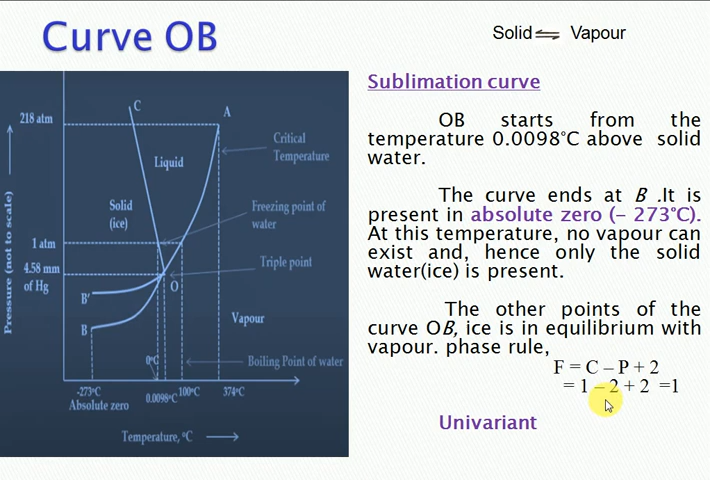 Curve OB
Solid ⇌ Vapour
Sublimation curve
OB starts from the
temperature 0.0098°C above solid
water.
The curve ends at B .It is
present in absolute zero (– 273°C).
At this temperature, no vapour can
exist and, hence only the solid
water(ice) is present.
The other points of the
curve OB, ice is in equilibrium with
vapour. phase rule,
F = C – P + 2
= 1 – 2 + 2 =1
Univariant
C
A
218 atm
Critical
Temperature
Liquid
Solid
(ice)
Freezing point of
water
1 atm
Triple point
4.58 mm
of Hg
O
B'
B
Vapour
0°C
Boiling Point of water
-273°C
Absolute zero
0.0098°C
100°C
374°C
Temperature, °C
Pressure (not to scale)